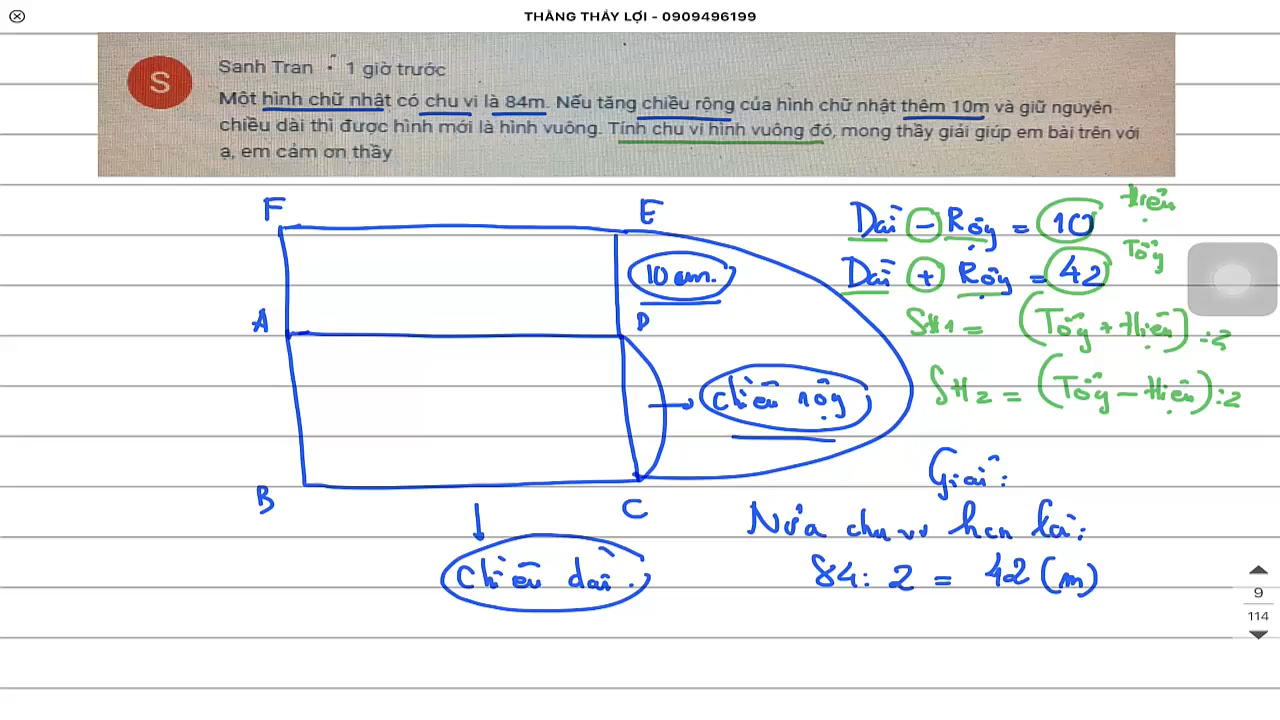 THẰNG THẦY LỢI - 0909496199
S
Sanh Tran · 1 giờ trước
Một hình chữ nhật có chu vi là 84m. Nếu tăng chiều rộng của hình chữ nhật thêm 10m và giữ nguyên
chiều dài thì được hình mới là hình vuông. Tính chu vi hình vuông đó, mong thầy giải giúp em bài trên với
ạ, em cảm ơn thầy
F E
A D
B C
10 cm.
chiều rộng
chiều dài.
Hiệu
Dài - Rộng = 10
Tổng
Dài + Rộng = 42
SH1 = (Tổng + Hiệu) : 2
SH2 = (Tổng - Hiệu) : 2
Giải:
Nửa chu vi hcn là:
84 : 2 = 42 (m)
9
114